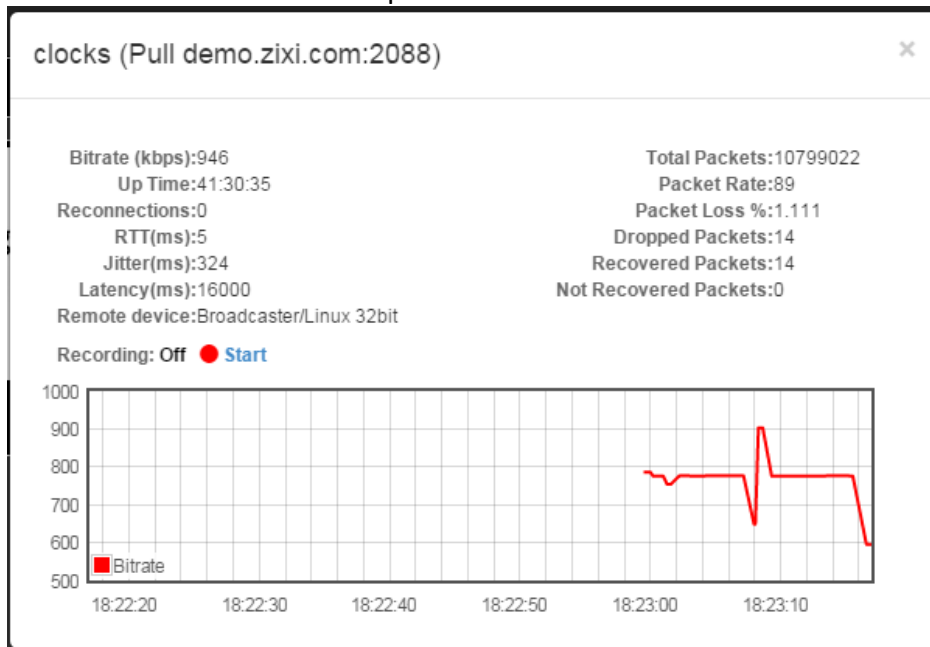 clocks (Pull demo.zixi.com:2088) ×
Bitrate (kbps):946 Total Packets:10799022
Up Time:41:30:35 Packet Rate:89
Reconnections:0 Packet Loss %:1.111
RTT(ms):5 Dropped Packets:14
Jitter(ms):324 Recovered Packets:14
Latency(ms):16000 Not Recovered Packets:0
Remote device:Broadcaster/Linux 32bit
Recording: Off Start
1000
900
800
700
600
500
Bitrate
18:22:20 18:22:30 18:22:40 18:22:50 18:23:00 18:23:10